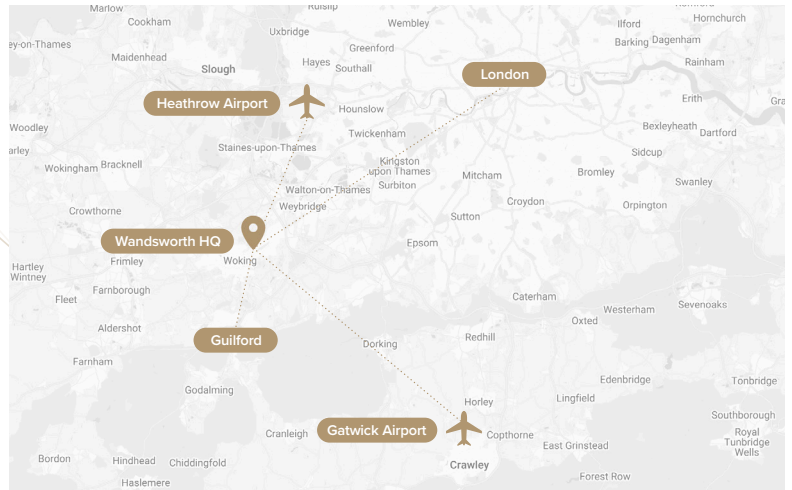 Marlow
Ruislip
Cookham
Wembley
Ilford
Hornchurch
Uxbridge
ey-on-Thames
Greenford
Barking
Dagenham
Maidenhead
Hayes
Southall
Slough
London
Rainham
Heathrow Airport
Hounslow
Erith
Gra
Woodley
Twickenham
Bexleyheath
Dartford
arley
Staines-upon-Thames
Sidcup
Wokingham
Bracknell
Kingston
upon Thames
Mitcham
Bromley
Swanley
Walton-on-Thames
Surbiton
Weybridge
Croydon
Orpington
Crowthorne
Sutton
Wandsworth HQ
Epsom
Woking
Frimley
Hartley
Wintney
Farnborough
Fleet
Caterham
Westerham
Sevenoaks
Oxted
Aldershot
Guilford
Dorking
Redhill
Farnham
Godalming
Edenbridge
Tonbridge
Lingfield
Horley
Southborough
Gatwick Airport
Cranleigh
Copthorne
East Grinstead
Royal
Tunbridge
Wells
Bordon
Hindhead
Chiddingfold
Crawley
Forest Row
Haslemere